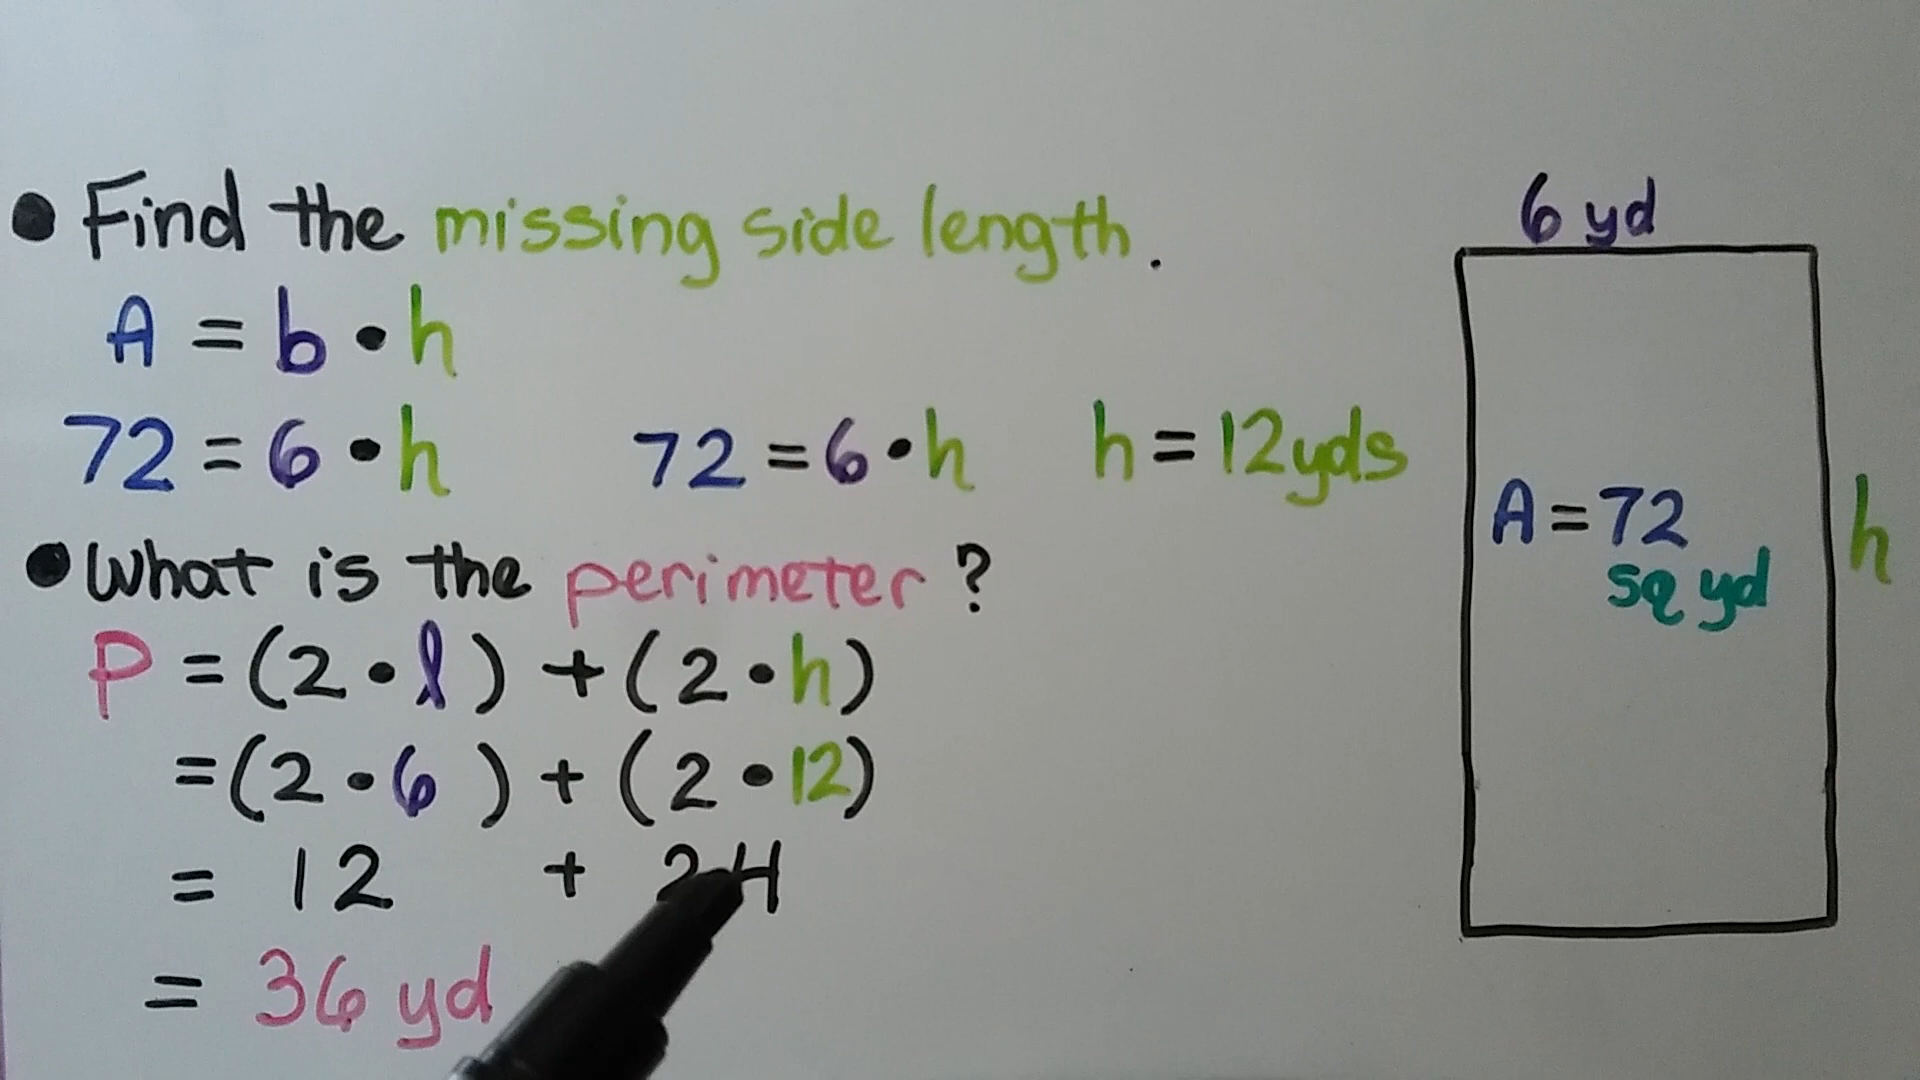 • Find the missing side length.
A = b • h
72 = 6 • h 72 = 6 • h h = 12yds
• What is the perimeter?
P = (2 • l) + (2 • h)
= (2 • 6) + (2 • 12)
= 12 + 24
= 36 yd
6 yd
A = 72
sq yd
h